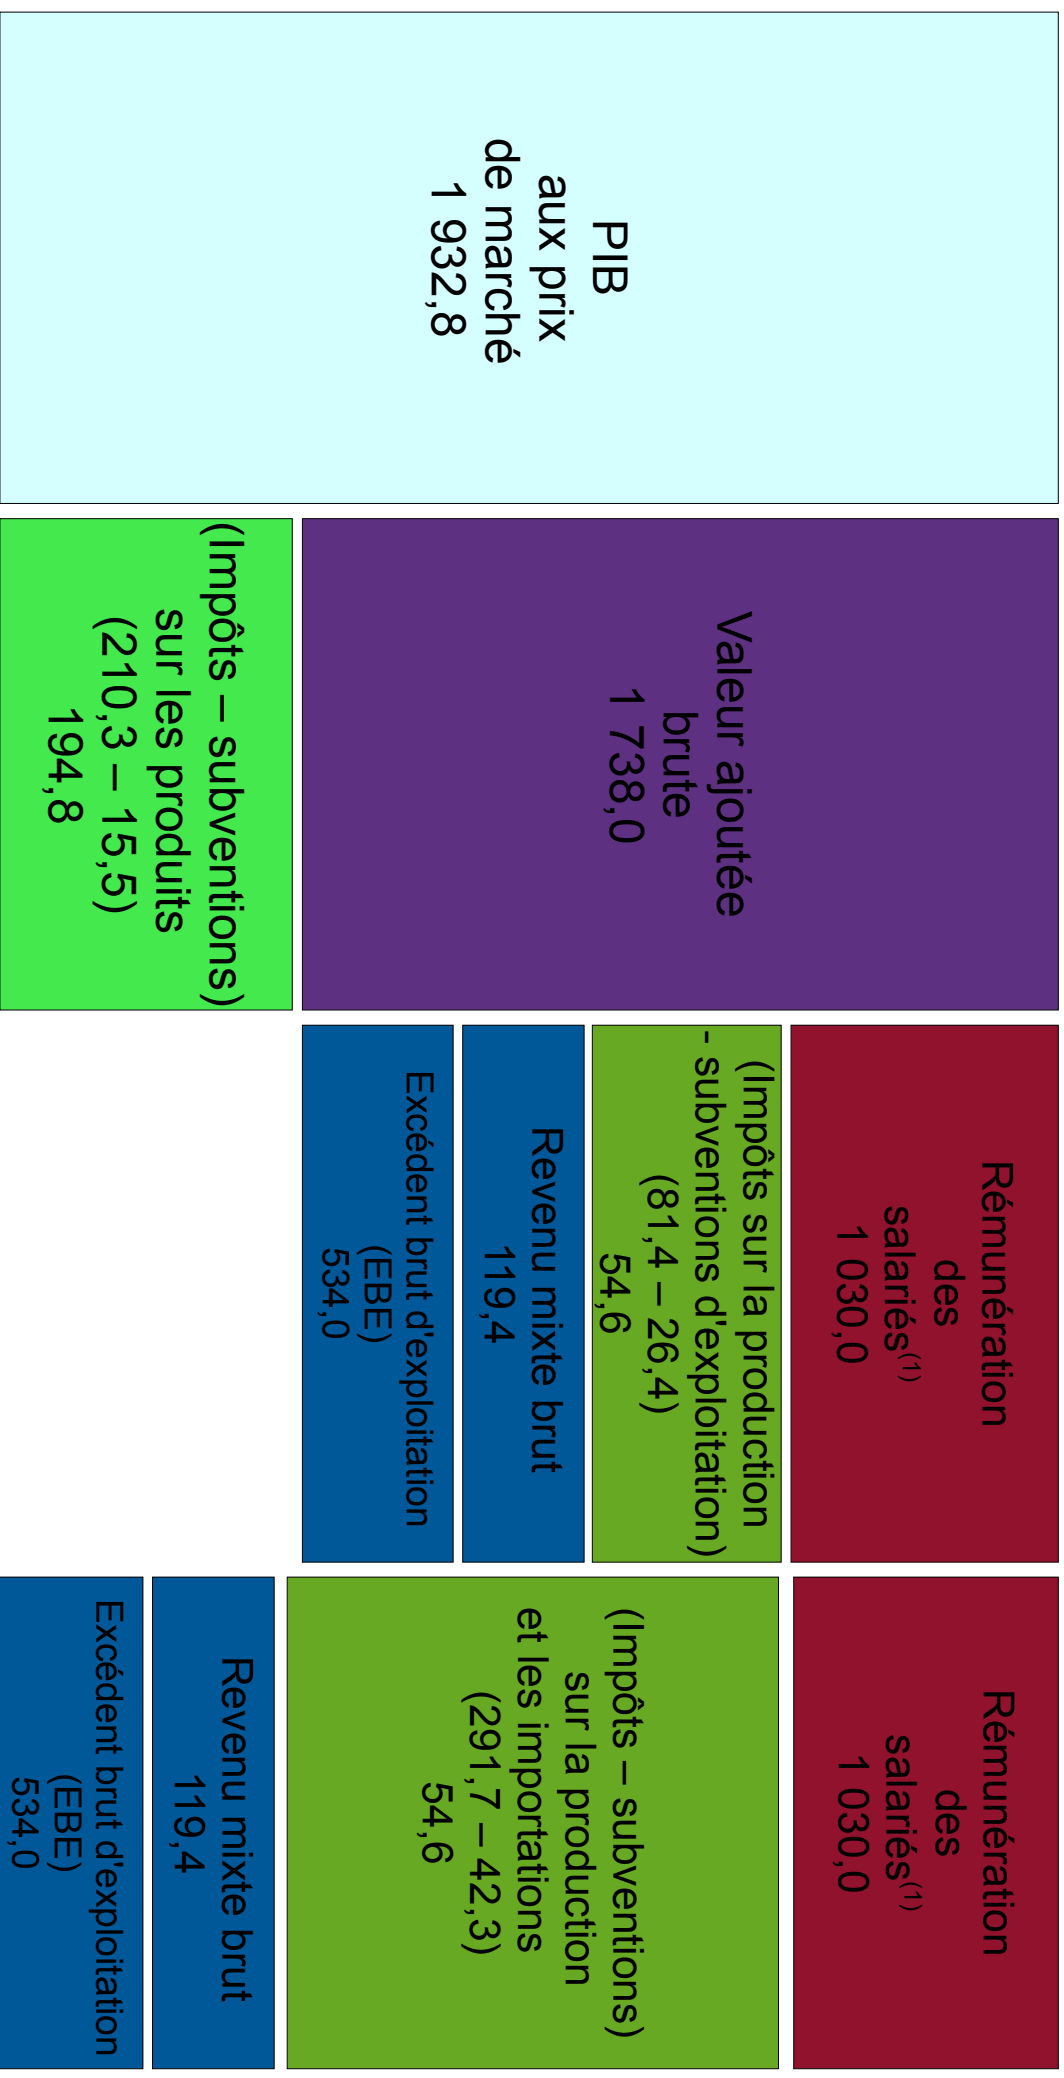 PIB
aux prix
de marché
1 932,8
Valeur ajoutée
brute
1 738,0
(Impôts – subventions)
sur les produits
(210,3 – 15,5)
194,8
Rémunération
des
salariés(1)
1 030,0
(Impôts sur la production
- subventions d'exploitation)
(81,4 – 26,4)
54,6
Revenu mixte brut
119,4
Excédent brut d'exploitation
(EBE)
534,0
Rémunération
des
salariés(1)
1 030,0
(Impôts – subventions)
sur la production
et les importations
(291,7 – 42,3)
54,6
Revenu mixte brut
119,4
Excédent brut d'exploitation
(EBE)
534,0